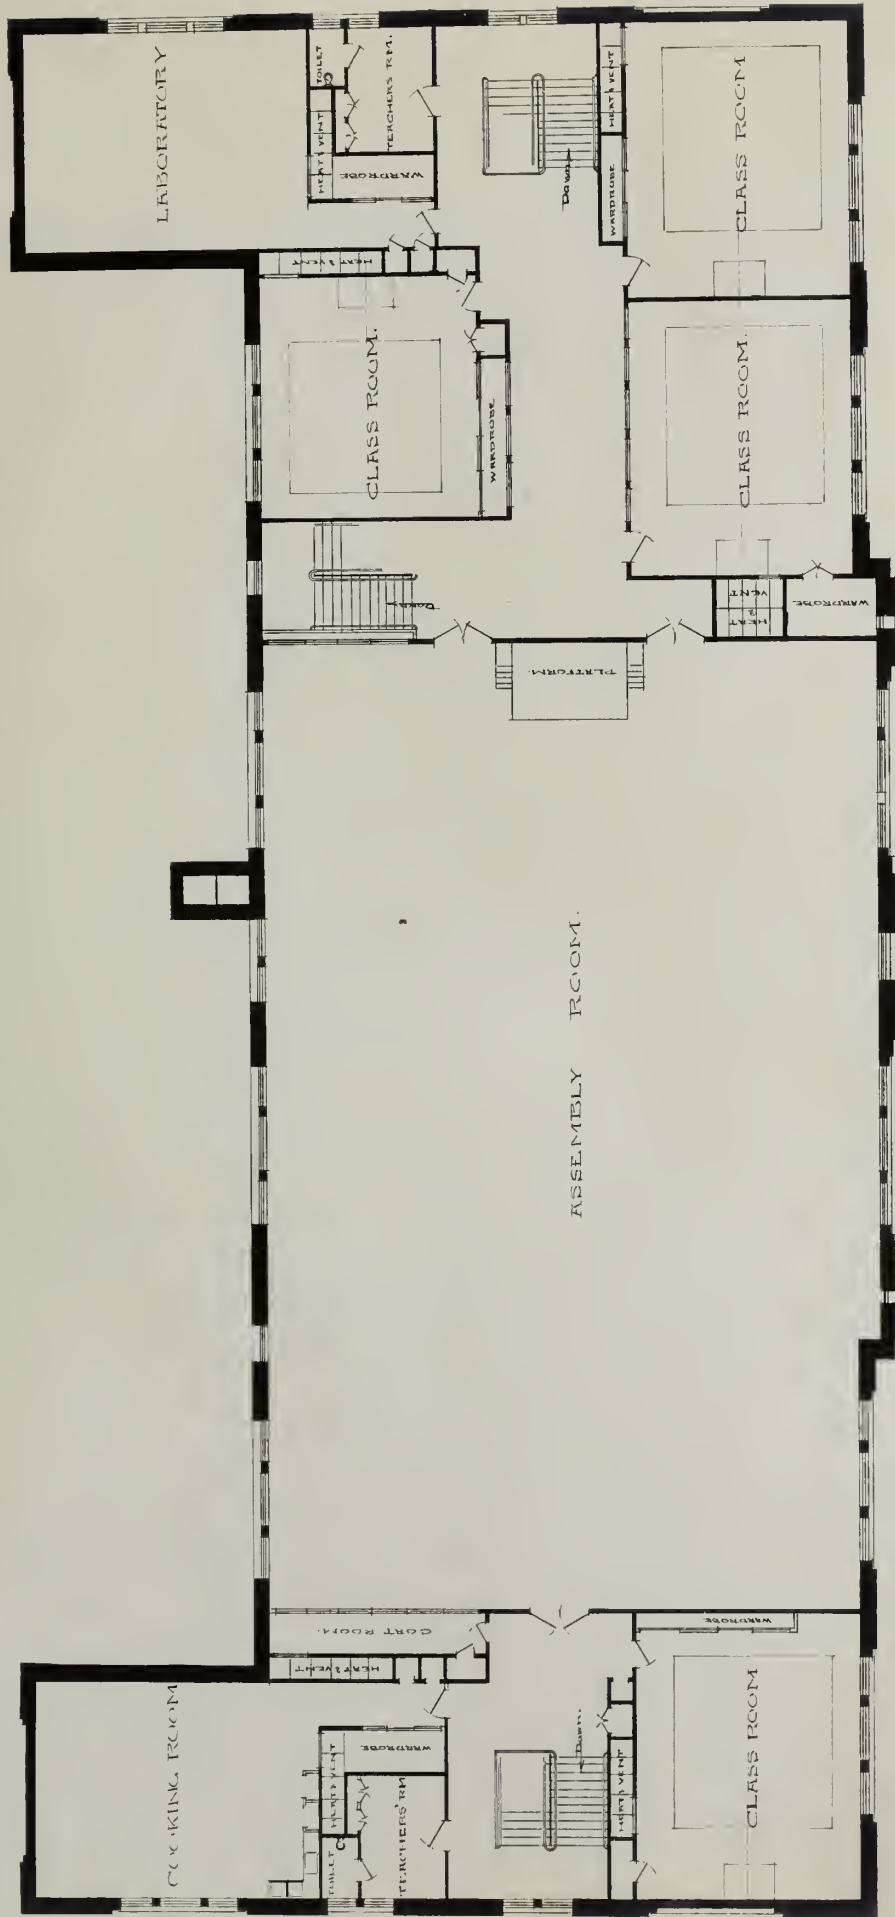 LABORATORY
TOILET
TEACHERS RM.
HEAT & VENT
WARDROBE
Down
HEAT & VENT
WARDROBE
CLASS ROOM
HEAT & VENT
CLASS ROOM.
WARDROBE
CLASS ROOM.
Down
HEAT & VENT
WARDROBE
PLATFORM.
ASSEMBLY ROOM.
COAT ROOM.
HEAT & VENT
WARDROBE
COOKING ROOM
HEAT & VENT
WARDROBE
TOILET
TEACHERS' RM
Down.
HEAT & VENT
CLASS ROOM